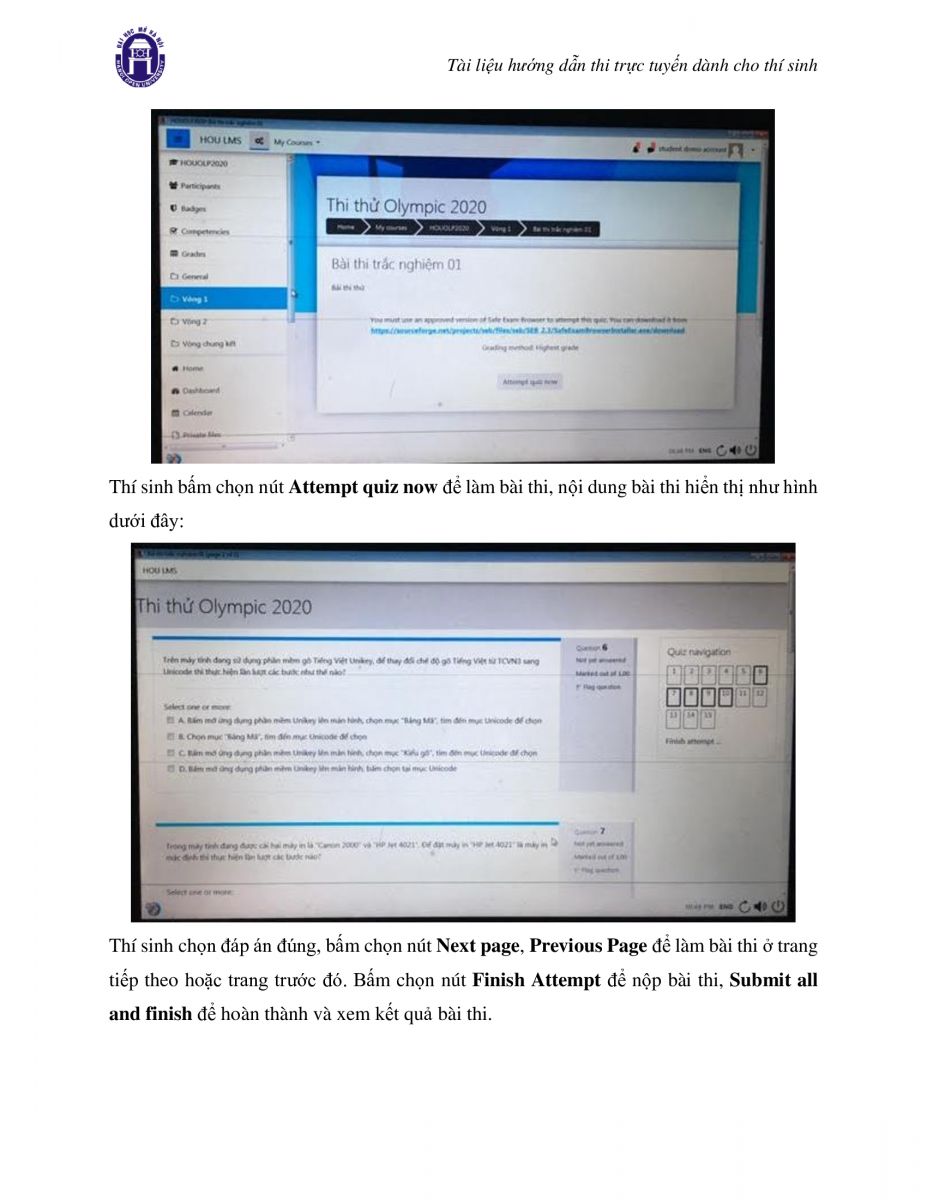 ĐẠI HỌC MỞ HÀ NỘI
HANOI OPEN UNIVERSITY
Tài liệu hướng dẫn thi trực tuyến dành cho thí sinh
HOU LMS
My Courses
student demo account
HOUOLP2020
Participants
Badges
Competencies
Grades
General
Vòng 1
Vòng 2
Vòng chung kết
Home
Dashboard
Calendar
Private files
Thi thử Olympic 2020
Home My courses HOUOLP2020 Vòng 1 Bài thi trắc nghiệm 01
Bài thi trắc nghiệm 01
Bài thi thử
You must use an approved version of Safe Exam Browser to attempt this quiz. You can download it from
https://sourceforge.net/projects/seb/files/seb/SEB_2.3/SafeExamBrowserInstaller.exe/download
Grading method: Highest grade
Attempt quiz now
ENG
Thí sinh bấm chọn nút Attempt quiz now để làm bài thi, nội dung bài thi hiển thị như hình
dưới đây:
HOU LMS
Thi thử Olympic 2020
Trên máy tính đang sử dụng phần mềm gõ Tiếng Việt Unikey, để thay đổi chế độ gõ Tiếng Việt từ TCVN3 sang
Unicode thì thực hiện lần lượt các bước như thế nào?
Select one or more:
A. Bấm mở ứng dụng phần mềm Unikey lên màn hình, chọn mục "Bảng Mã", tìm đến mục Unicode để chọn
B. Chọn mục "Bảng Mã", tìm đến mục Unicode để chọn
C. Bấm mở ứng dụng phần mềm Unikey lên màn hình, chọn mục "Kiểu gõ", tìm đến mục Unicode để chọn
D. Bấm mở ứng dụng phần mềm Unikey lên màn hình, bấm chọn tại mục Unicode
Question 6
Not yet answered
Marked out of 1.00
Flag question
Quiz navigation
1 2 3 4 5 6
7 8 9 10 11 12
13 14 15
Finish attempt ...
Trong máy tính đang được cài hai máy in là "Canon 2000" và "HP Jet 4021". Để đặt máy in "HP Jet 4021" là máy in
mặc định thì thực hiện lần lượt các bước nào?
Select one or more:
Question 7
Not yet answered
Marked out of 1.00
Flag question
ENG
Thí sinh chọn đáp án đúng, bấm chọn nút Next page, Previous Page để làm bài thi ở trang
tiếp theo hoặc trang trước đó. Bấm chọn nút Finish Attempt để nộp bài thi, Submit all
and finish để hoàn thành và xem kết quả bài thi.